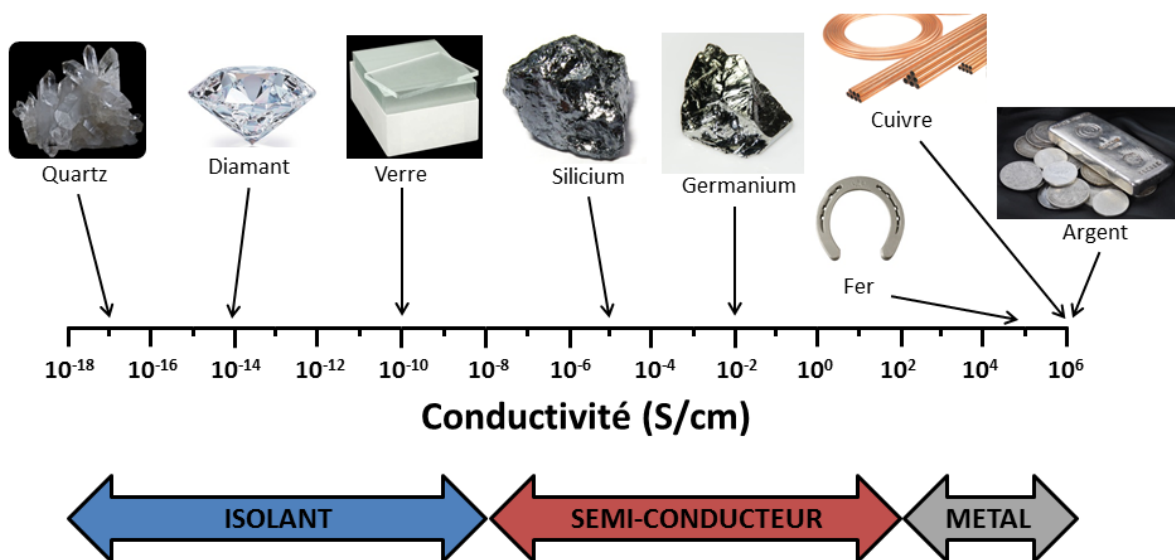 Quartz
Diamant
Verre
Silicium
Germanium
Cuivre
Fer
Argent
10⁻¹⁸ 10⁻¹⁶ 10⁻¹⁴ 10⁻¹² 10⁻¹⁰ 10⁻⁸ 10⁻⁶ 10⁻⁴ 10⁻² 10⁰ 10² 10⁴ 10⁶
Conductivité (S/cm)
ISOLANT SEMI-CONDUCTEUR METAL